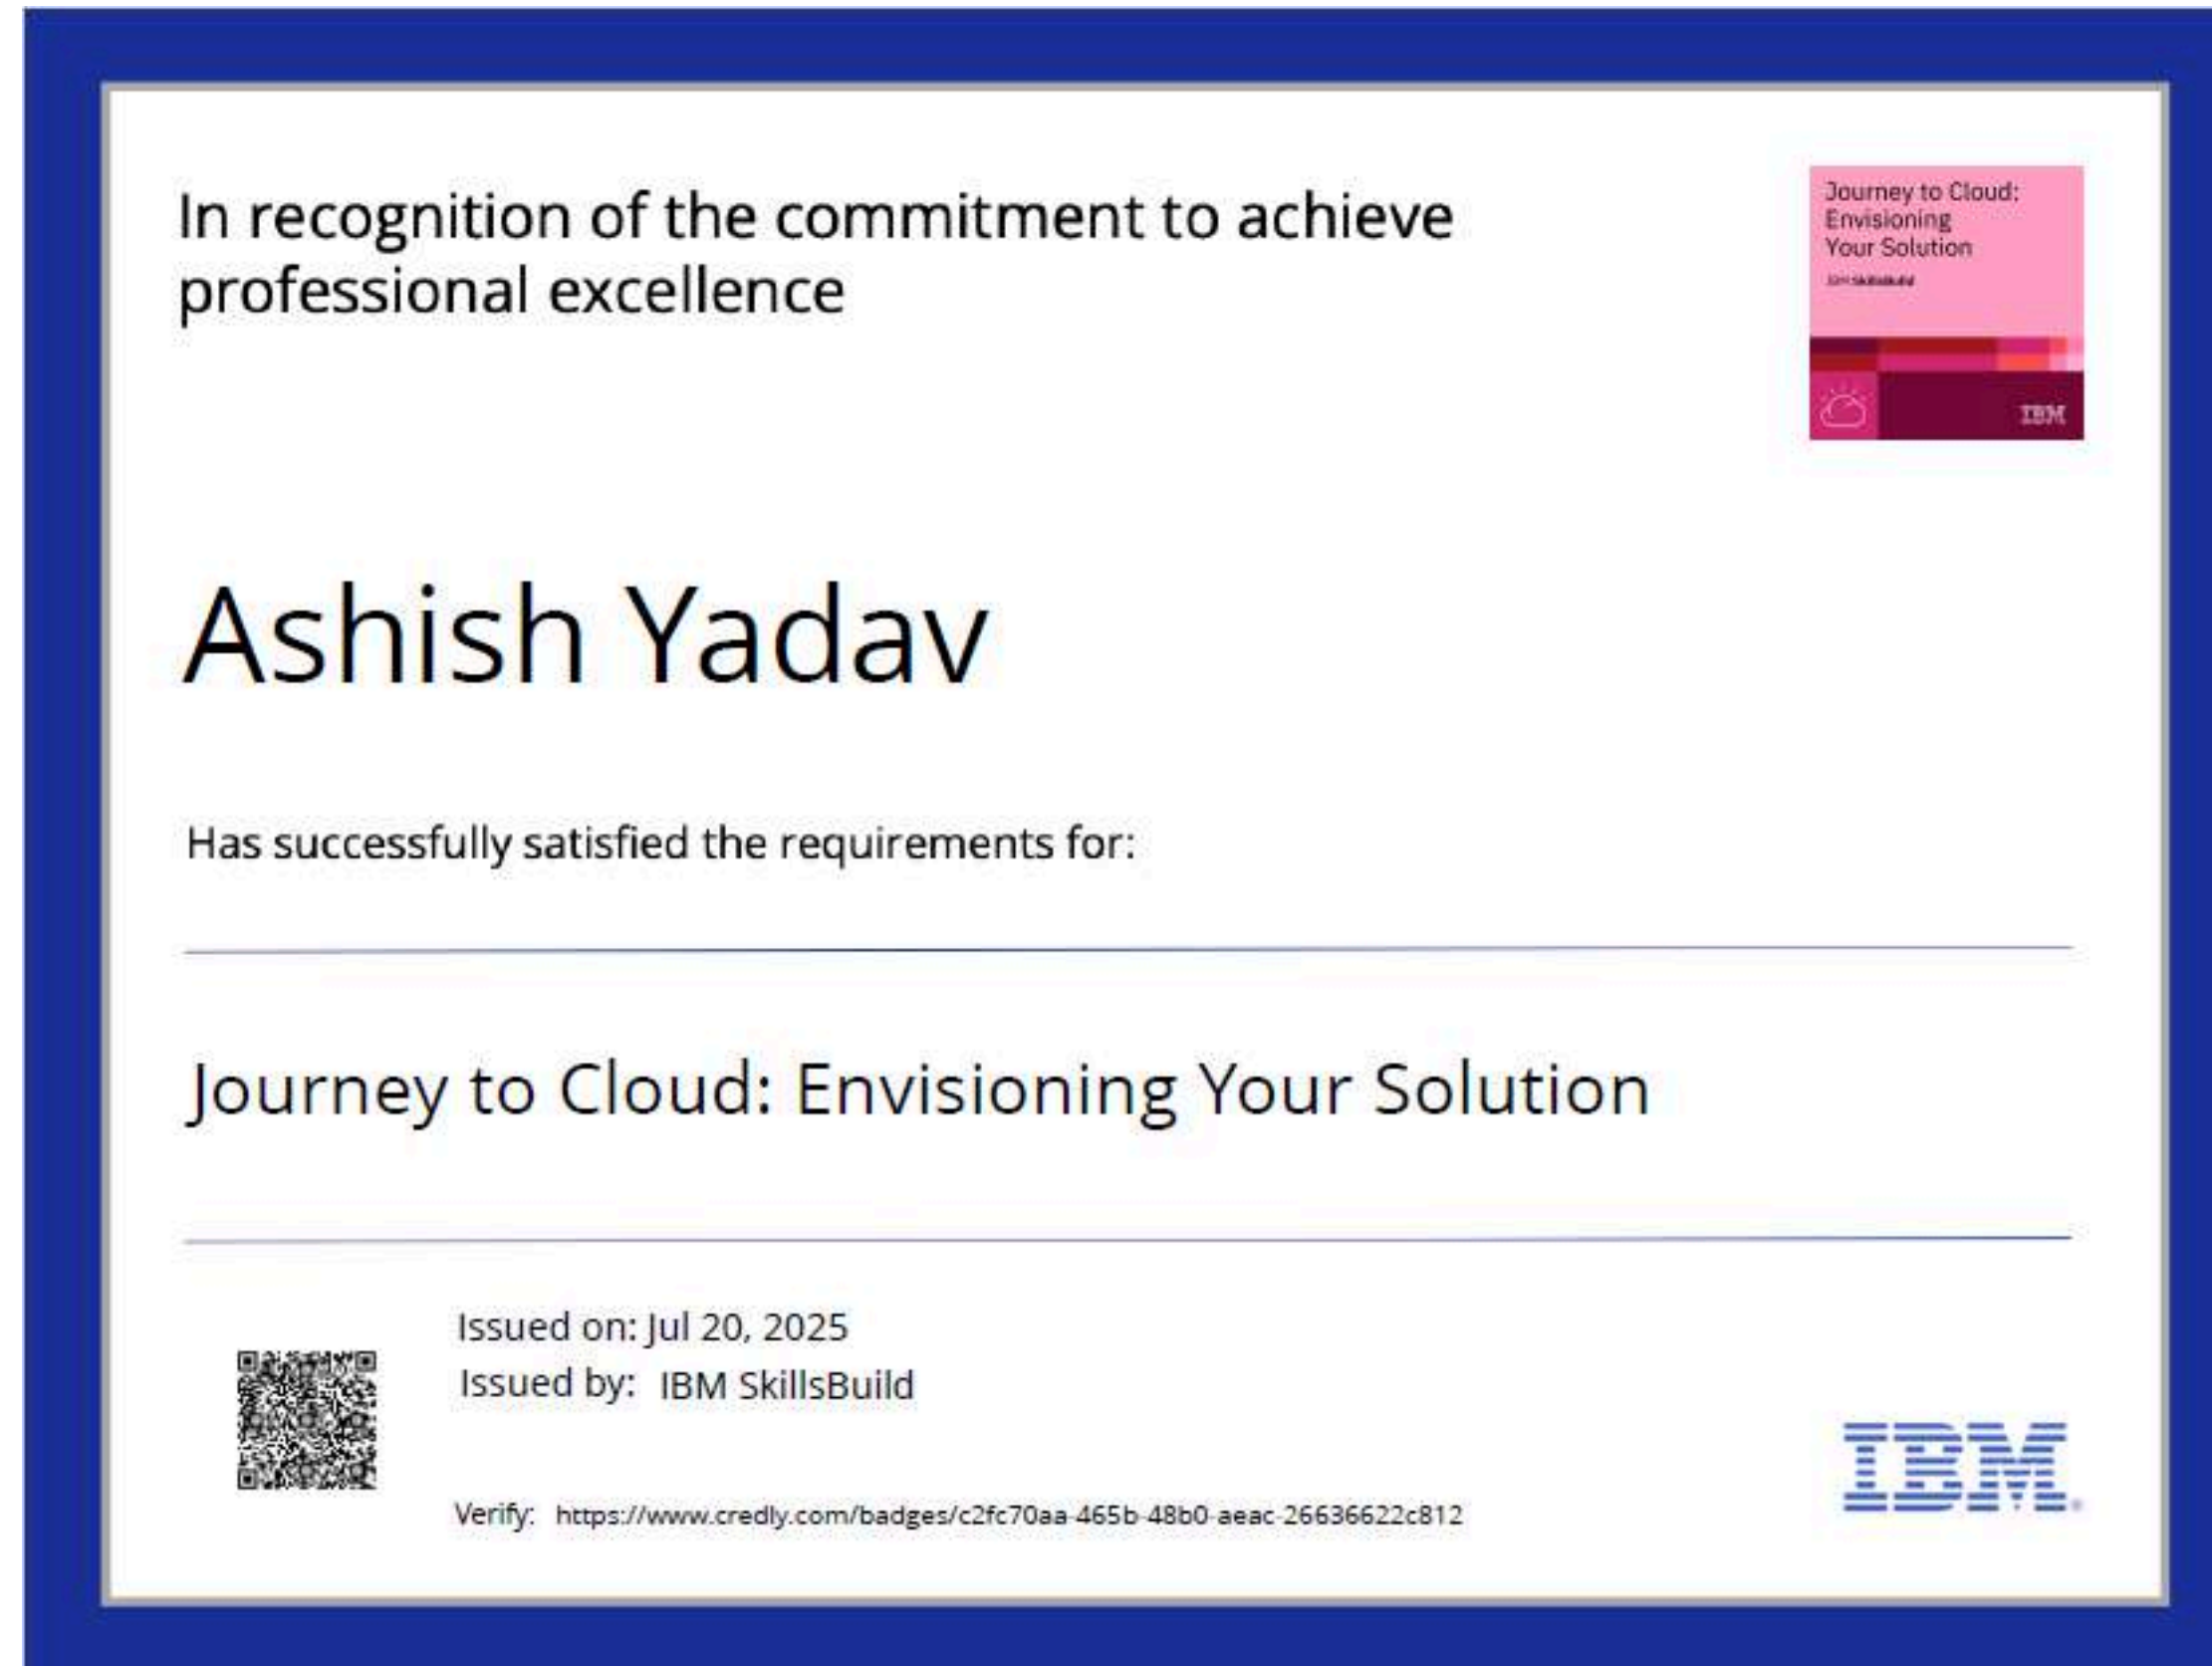 In recognition of the commitment to achieve
professional excellence
Journey to Cloud:
Envisioning
Your Solution
IBM SkillsBuild
IBM
Ashish Yadav
Has successfully satisfied the requirements for:
Journey to Cloud: Envisioning Your Solution
Issued on: Jul 20, 2025
Issued by: IBM SkillsBuild
Verify: https://www.credly.com/badges/c2fc70aa-465b-48b0-aeac-26636622c812
IBM®